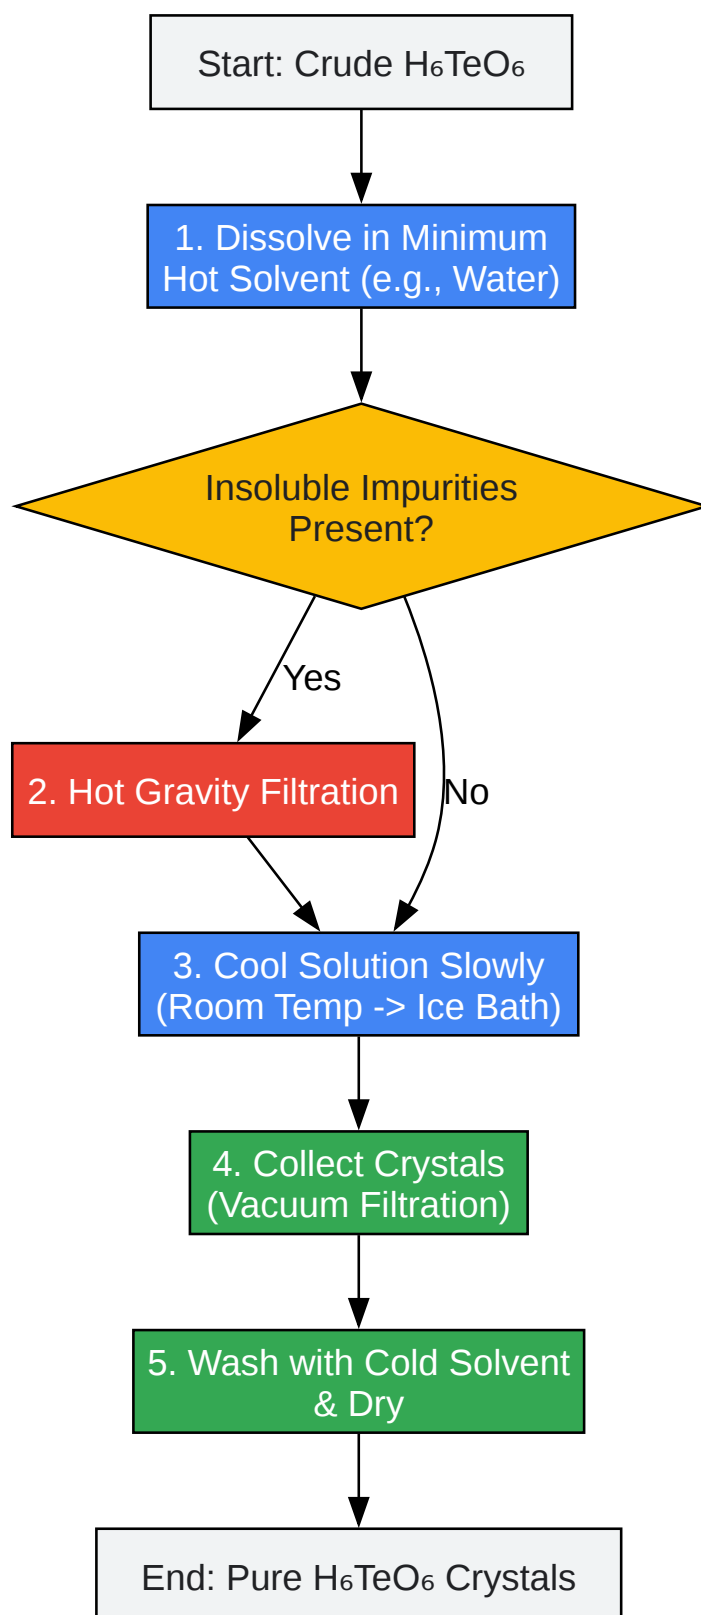 Start: Crude H₆TeO₆
1. Dissolve in Minimum
Hot Solvent (e.g., Water)
Insoluble Impurities
Present?
Yes
2. Hot Gravity Filtration
No
3. Cool Solution Slowly
(Room Temp -> Ice Bath)
4. Collect Crystals
(Vacuum Filtration)
5. Wash with Cold Solvent
& Dry
End: Pure H₆TeO₆ Crystals